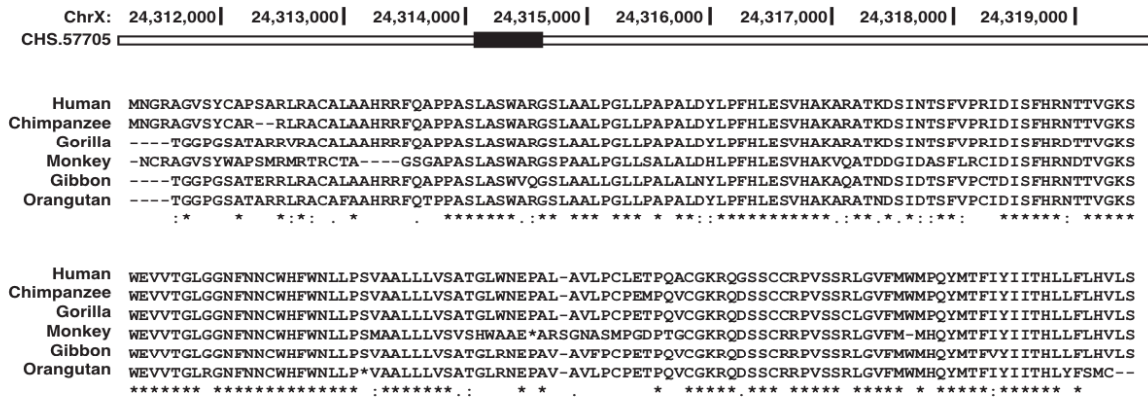 ChrX: 24,312,000 24,313,000 24,314,000 24,315,000 24,316,000 24,317,000 24,318,000 24,319,000
CHS.57705
Human MNGRAGVSYCAPSARLRACALAAHRRFQAPPASLASWARGSLAALPGLLPAPALDYLPFHLESVHAKARATKDSINTSFVPRIDISFHRNTTVGKS
Chimpanzee MNGRAGVSYCAR--RLRACALAAHRRFQAPPASLASWARGSLAALPGLLPAPALDYLPFHLESVHAKARATKDSINTSFVPRIDISFHRNTTVGKS
Gorilla ----TGGPGSATARRVRACALAAHRRFQAPPASLASWARGSLAALPGLLPAPALDYLPFHLESVHAKARATKDSINTSFVPRIDISFHRDTTVGKS
Monkey -NCRAGVSYWAPSMRMRTRCTA----GSGAPASLASWARGSPAALPGLLSALALDHLPFHLESVHAKVQATDDGIDASFLRCIDISFHRNDTVGKS
Gibbon ----TGGPGSATERRLRACALAAHRRFQAPPASLASWVQGSLAALLGLLPALALNYLPFHLESVHAKAQATNDSIDTSFVPCTDISFHRNTTVGKS
Orangutan ----TGGPGSATARRLRACAFAAHRRFQTPPASLASWARGSLAALPGLLPAPALDYLPFHLESVHAKARATNDSIDTSFVPCIDISFHRNTTVGKS
:* * *:*: . * . *******.:** *** *** * **::***********.:**.*.*::**: *******: *****
Human WEVVTGLGGNFNNCWHFWNLLPSVAALLLVSATGLWNEPAL-AVLPCLETPQACGKRQGSSCCRPVSSRLGVFMWMPQYMTFIYIITHLLFLHVLS
Chimpanzee WEVVTGLGGNFNNCWHFWNLLPSVAALLLVSATGLWNEPAL-AVLPCPEMPQVCGKRQDSSCCRPVSSRLGVFMWMPQYMTFIYIITHLLFLHVLS
Gorilla WEVVTGLGGNFNNCWHFWNLLPSVAALLLVSATGLWNEPAL-AVLPCLETPQVCGKRQGSSCCRPVSSCLGVFMWMPQYMTFIYIITHLLFLHVLS
Monkey WEVVTGLGGNFNNCWHFWNLLPSMAALLLVSVSHWAAE*ARSGNASMPGDPTGCGKRQDSSCRRPVSSRLGVFM-MHQYMTFIYIITHLLFLHVLS
Gibbon WEVVTGLGGNFNNCWHFWNLLPSVAALLLVSATGLRNEPAV-AVFPCPETPQVCGKRQDSSCRRPVSSRLGVFMWMHQYMTFVYIITHLLFLHVLS
Orangutan WEVVTGLRGNFNNCWHFWNLLP*VAALLLVSATGLRNEPAV-AVLPCPETPQVCGKRQDSSCRRPVSSRLGVFMWMHQYMTFIYIITHLYFSMC--
******* ************** :*******.: * * . * *****.*** ***** ***** * *****:****** *